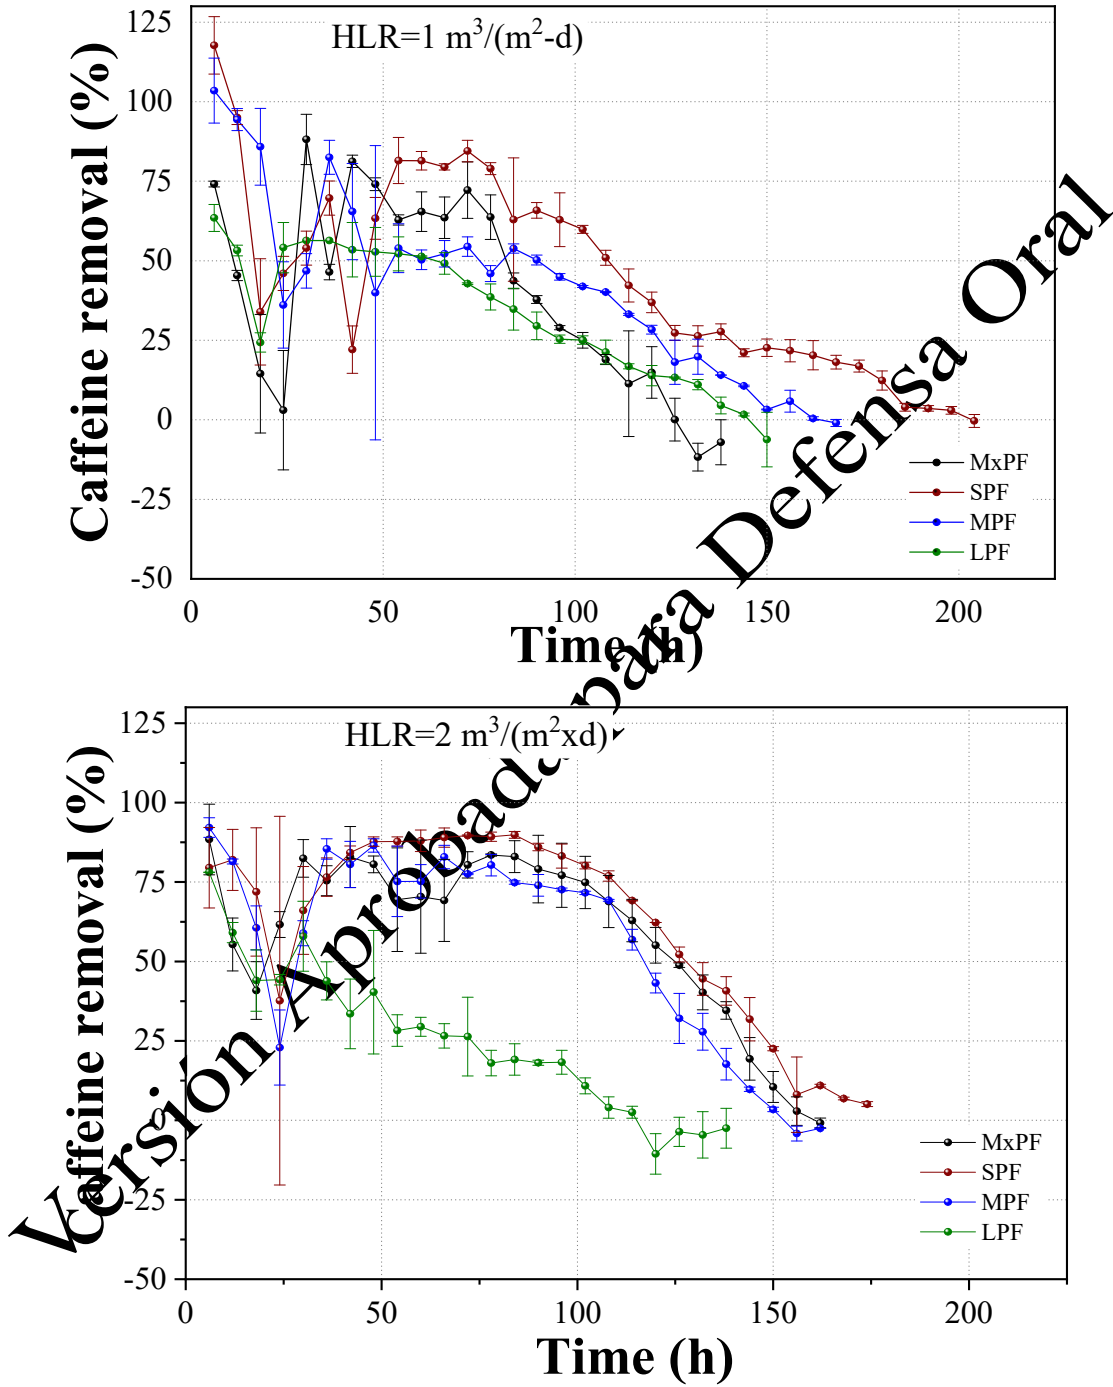 HLR=1 m³/(m²-d)
Caffeine removal (%)
125
100
75
50
25
0
-25
-50
0 50 100 150 200
Time (h)
MxPF
SPF
MPF
LPF
HLR=2 m³/(m²xd)
Caffeine removal (%)
125
100
75
50
25
0
-25
-50
0 50 100 150 200
Time (h)
MxPF
SPF
MPF
LPF
Versión Aprobada para Defensa Oral